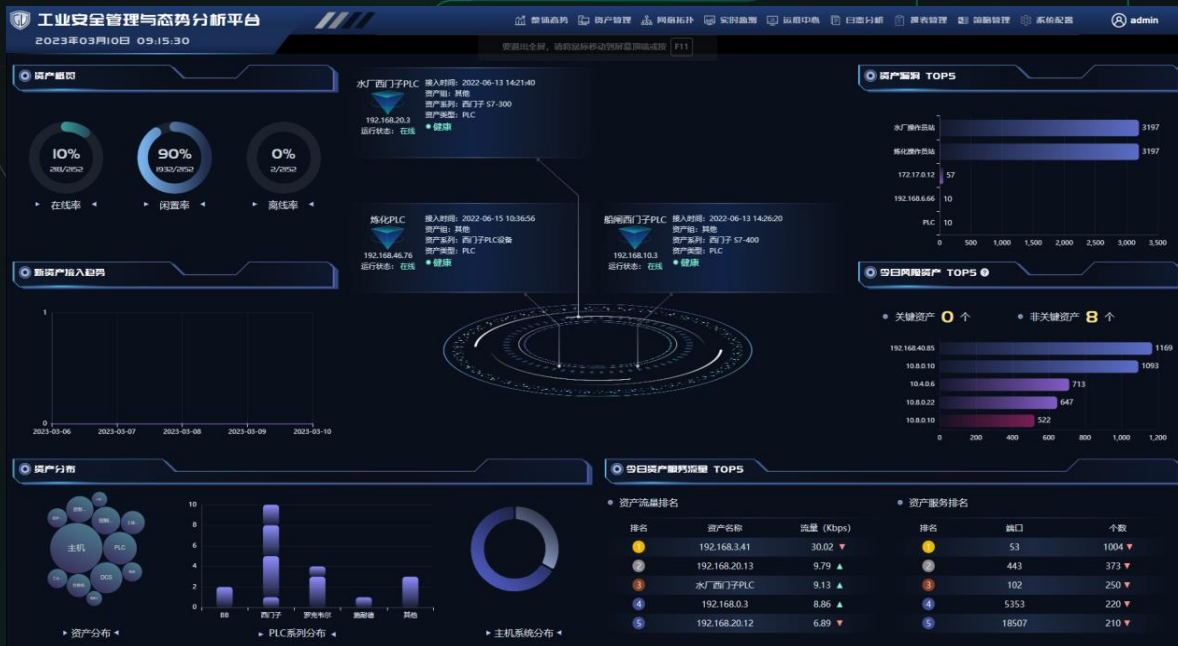 工业安全管理与态势分析平台
2023年03月10日 09:15:30
整体态势 资产管理 网络拓扑 实时监测 运维中心 日志分析 报表管理 策略管理 系统配置 admin
要退出全屏，请将鼠标移动到屏幕顶端或按 F11
资产概览
10%
90%
1932/2152
0%
2/2152
在线率
闲置率
离线率
新资产接入趋势
1
0
2023-03-06 2023-03-07 2023-03-08 2023-03-09 2023-03-10
水厂西门子PLC
192.168.20.3
运行状态：在线
接入时间：2022-06-13 14:21:40
资产组：其他
资产系列：西门子 S7-300
资产类型：PLC
健康
炼化PLC
192.168.46.76
运行状态：在线
接入时间：2022-06-15 10:36:56
资产组：其他
资产系列：西门子PLC设备
资产类型：PLC
健康
船闸西门子PLC
192.168.10.3
运行状态：在线
接入时间：2022-06-13 14:26:20
资产组：其他
资产系列：西门子 S7-400
资产类型：PLC
健康
资产漏洞 TOP5
水厂操作员站 3197
炼化操作员站 3197
172.17.0.12 57
192.168.6.66 10
PLC 10
0 500 1,000 1,500 2,000 2,500 3,000 3,500
今日风险资产 TOP5
关键资产 0 个
非关键资产 8 个
192.168.40.85 1169
10.8.0.10 1093
10.4.0.6 713
10.8.0.22 647
10.8.0.10 522
0 200 400 600 800 1,000 1,200
资产分布
主机
PLC
DCS
资产分布
10
8
6
4
2
0
BB 西门子 罗克韦尔 施耐德 其他
PLC系列分布
主机系统分布
今日资产服务流量 TOP5
资产流量排名
排名 资产名称 流量（Kbps）
1 192.168.3.41 30.02 ▼
2 192.168.20.13 9.79 ▲
3 水厂西门子PLC 9.13 ▲
4 192.168.0.3 8.86 ▲
5 192.168.20.12 6.89 ▼
资产服务排名
排名 端口 个数
1 53 1004 ▼
2 443 373 ▼
3 102 250 ▼
4 5353 220 ▼
5 18507 210 ▼